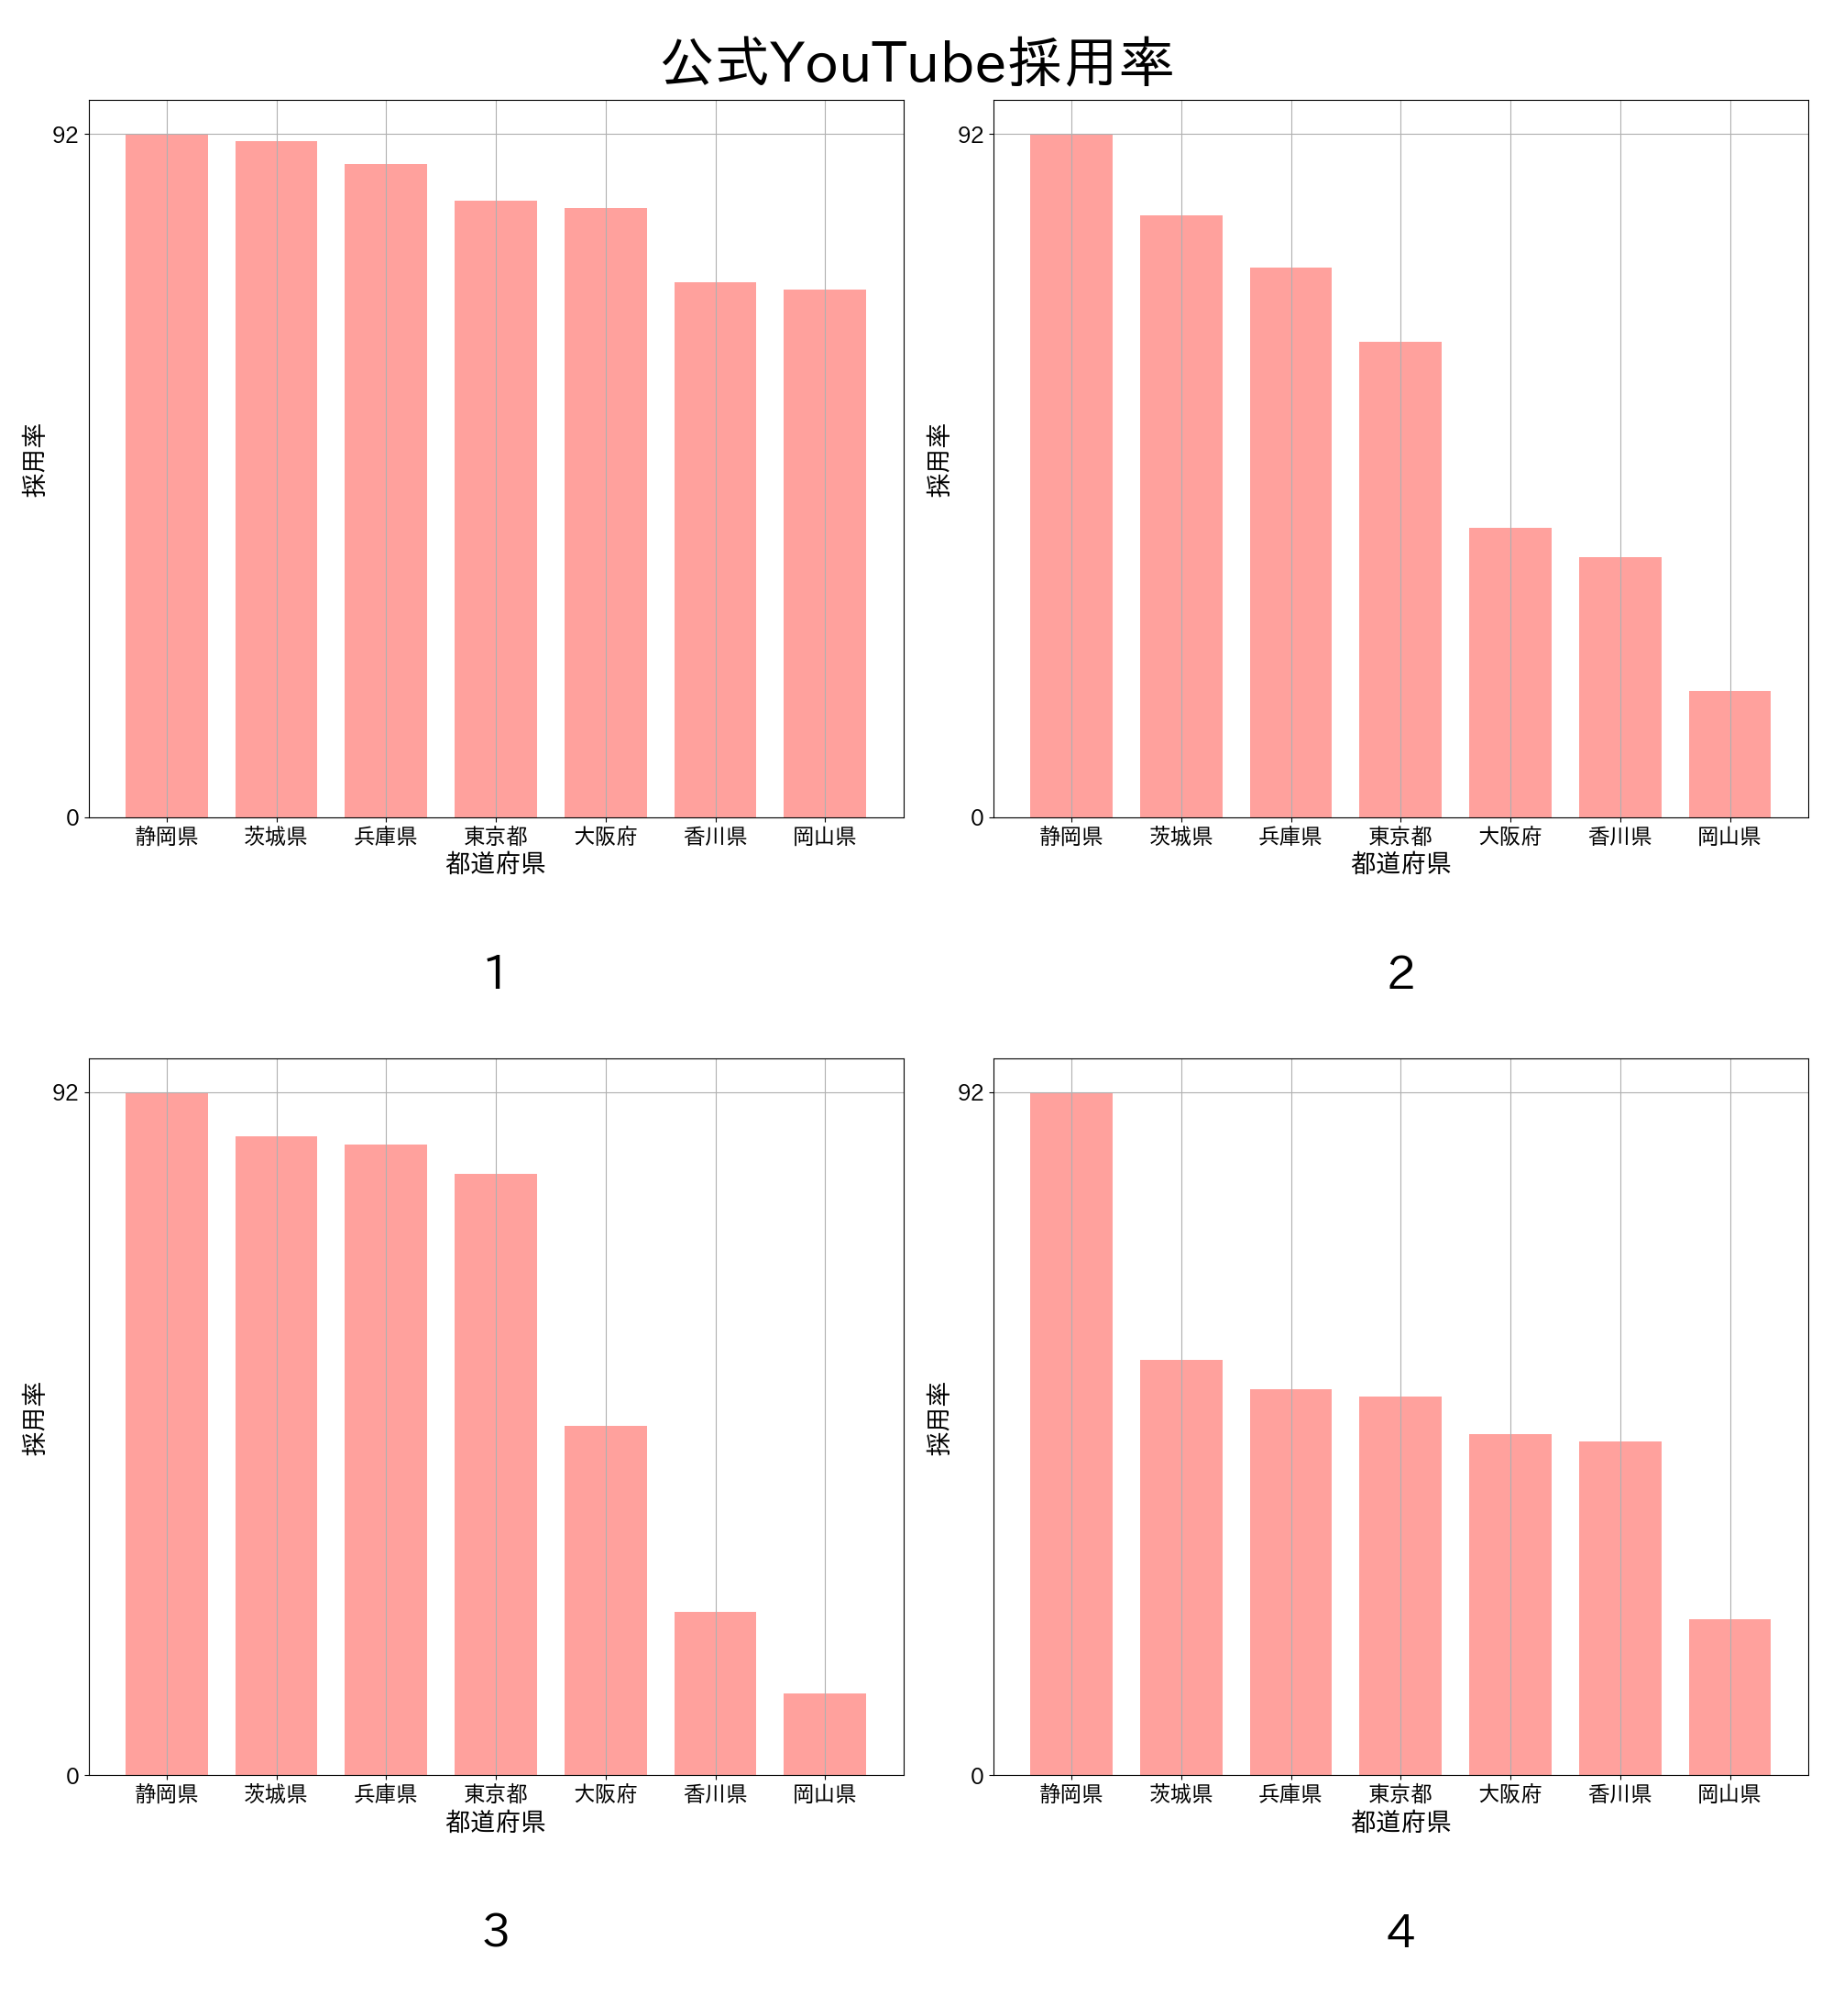 公式YouTube採用率
92
0
採用率
静岡県 茨城県 兵庫県 東京都 大阪府 香川県 岡山県
都道府県
1
92
0
採用率
静岡県 茨城県 兵庫県 東京都 大阪府 香川県 岡山県
都道府県
2
92
0
採用率
静岡県 茨城県 兵庫県 東京都 大阪府 香川県 岡山県
都道府県
3
92
0
採用率
静岡県 茨城県 兵庫県 東京都 大阪府 香川県 岡山県
都道府県
4